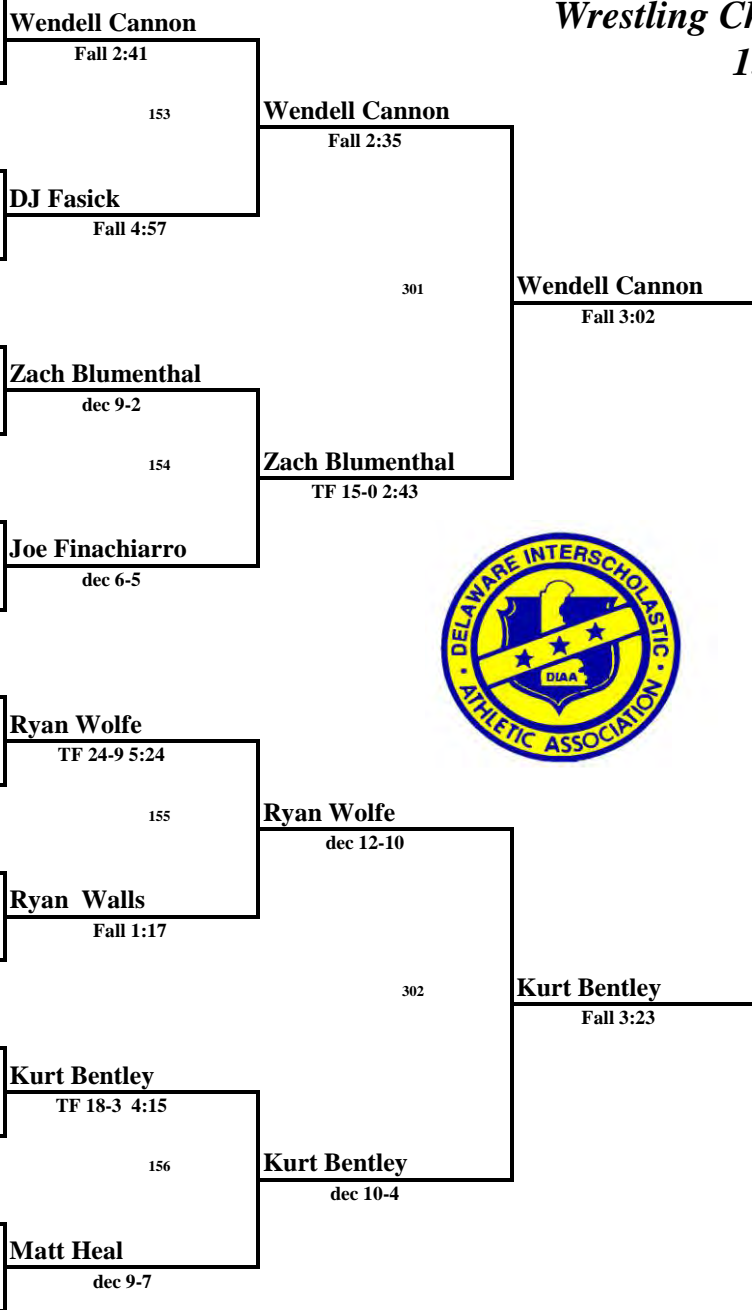 Wrestling Ch
1
Wendell Cannon
Fall 2:41
153
Wendell Cannon
Fall 2:35
DJ Fasick
Fall 4:57
301
Wendell Cannon
Fall 3:02
Zach Blumenthal
dec 9-2
154
Zach Blumenthal
TF 15-0 2:43
Joe Finachiarro
dec 6-5
DELAWARE INTERSCHOLASTIC
DIAA
ATHLETIC ASSOCIATION
Ryan Wolfe
TF 24-9 5:24
155
Ryan Wolfe
dec 12-10
Ryan  Walls
Fall 1:17
302
Kurt Bentley
Fall 3:23
Kurt Bentley
TF 18-3  4:15
156
Kurt Bentley
dec 10-4
Matt Heal
dec 9-7